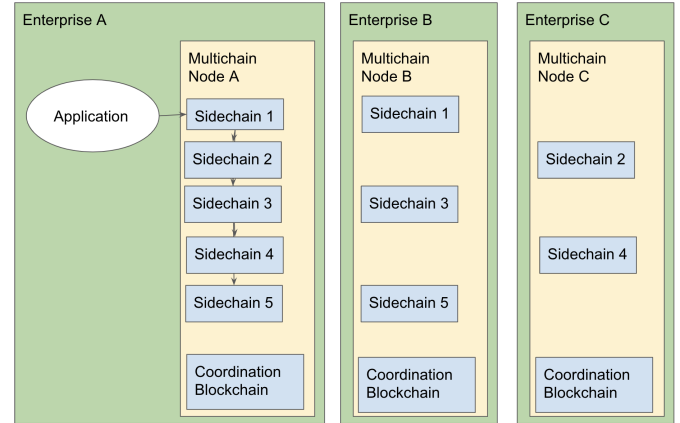 Enterprise A
Multichain
Node A
Application
Sidechain 1
Sidechain 2
Sidechain 3
Sidechain 4
Sidechain 5
Coordination
Blockchain
Enterprise B
Multichain
Node B
Sidechain 1
Sidechain 3
Sidechain 5
Coordination
Blockchain
Enterprise C
Multichain
Node C
Sidechain 2
Sidechain 4
Coordination
Blockchain